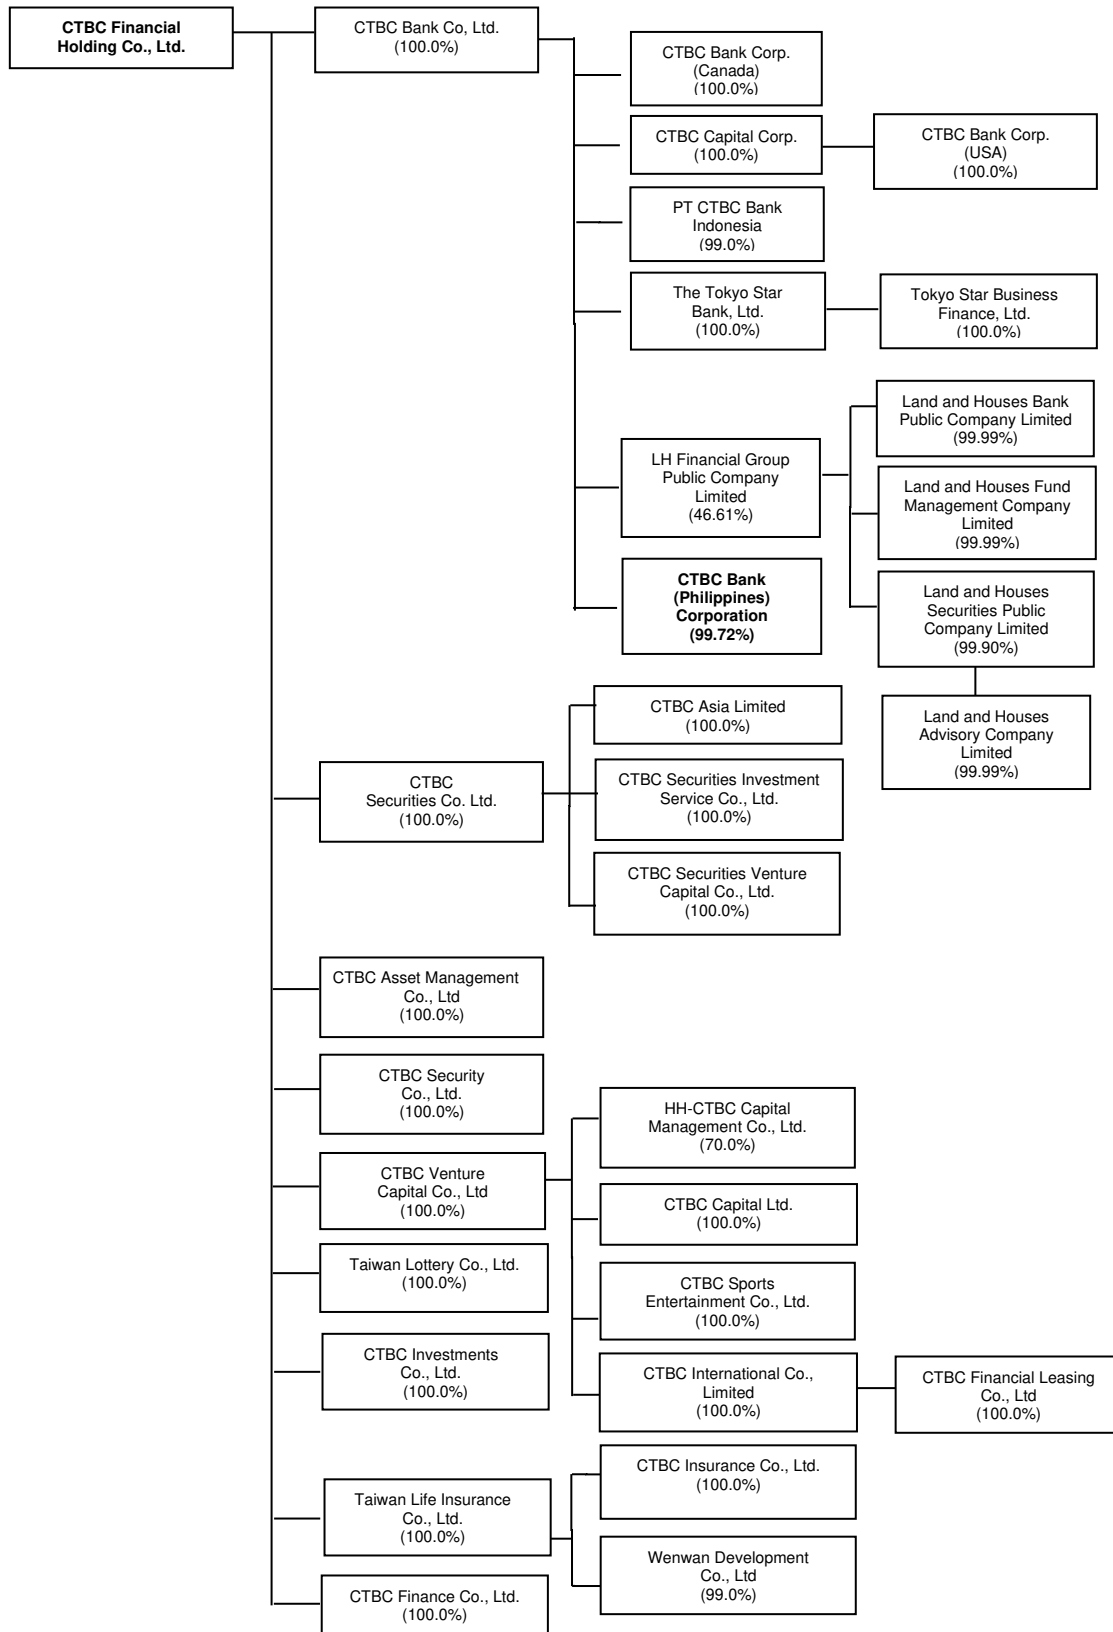 CTBC Financial
Holding Co., Ltd.
CTBC Bank Co, Ltd.
(100.0%)
CTBC Bank Corp.
(Canada)
(100.0%)
CTBC Capital Corp.
(100.0%)
CTBC Bank Corp.
(USA)
(100.0%)
PT CTBC Bank
Indonesia
(99.0%)
The Tokyo Star
Bank, Ltd.
(100.0%)
Tokyo Star Business
Finance, Ltd.
(100.0%)
LH Financial Group
Public Company
Limited
(46.61%)
Land and Houses Bank
Public Company Limited
(99.99%)
Land and Houses Fund
Management Company
Limited
(99.99%)
Land and Houses
Securities Public
Company Limited
(99.90%)
Land and Houses
Advisory Company
Limited
(99.99%)
CTBC Bank
(Philippines)
Corporation
(99.72%)
CTBC
Securities Co. Ltd.
(100.0%)
CTBC Asia Limited
(100.0%)
CTBC Securities Investment
Service Co., Ltd.
(100.0%)
CTBC Securities Venture
Capital Co., Ltd.
(100.0%)
CTBC Asset Management
Co., Ltd
(100.0%)
CTBC Security
Co., Ltd.
(100.0%)
CTBC Venture
Capital Co., Ltd
(100.0%)
HH-CTBC Capital
Management Co., Ltd.
(70.0%)
CTBC Capital Ltd.
(100.0%)
CTBC Sports
Entertainment Co., Ltd.
(100.0%)
CTBC International Co.,
Limited
(100.0%)
CTBC Financial Leasing
Co., Ltd
(100.0%)
Taiwan Lottery Co., Ltd.
(100.0%)
CTBC Investments
Co., Ltd.
(100.0%)
Taiwan Life Insurance
Co., Ltd.
(100.0%)
CTBC Insurance Co., Ltd.
(100.0%)
Wenwan Development
Co., Ltd
(99.0%)
CTBC Finance Co., Ltd.
(100.0%)